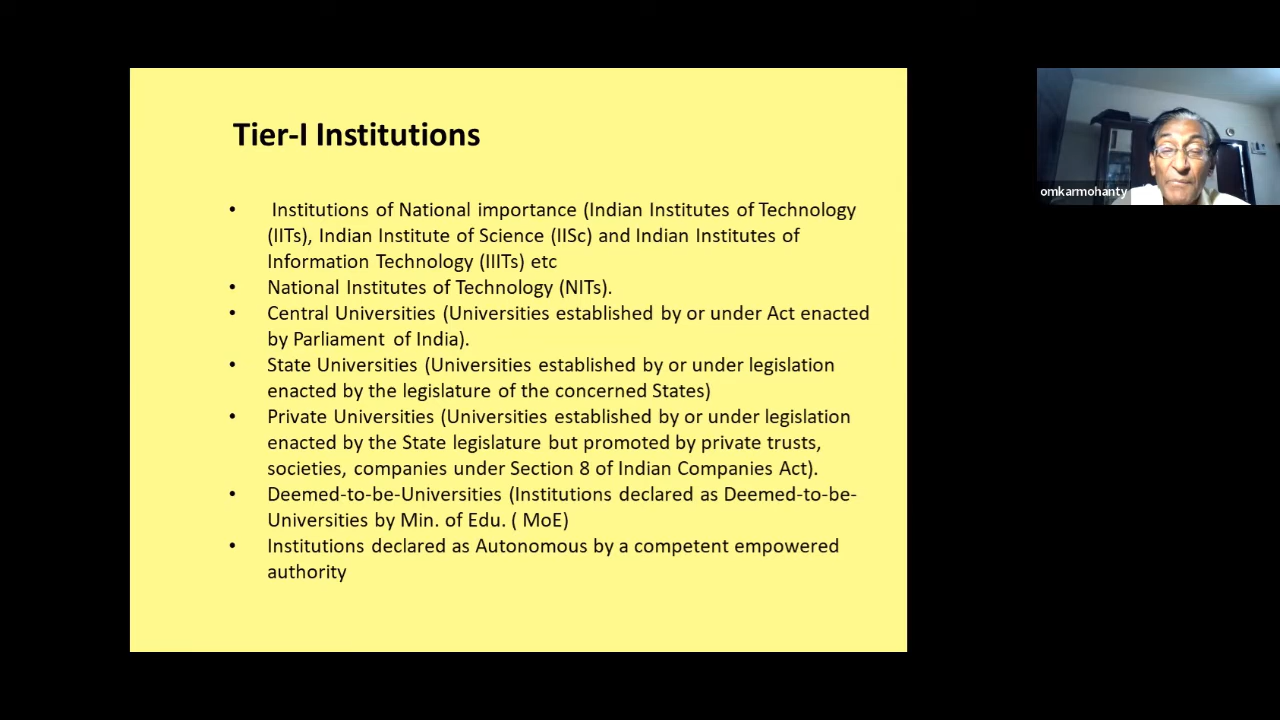 Tier-I Institutions
• Institutions of National importance (Indian Institutes of Technology
(IITs), Indian Institute of Science (IISc) and Indian Institutes of
Information Technology (IIITs) etc
• National Institutes of Technology (NITs).
• Central Universities (Universities established by or under Act enacted
by Parliament of India).
• State Universities (Universities established by or under legislation
enacted by the legislature of the concerned States)
• Private Universities (Universities established by or under legislation
enacted by the State legislature but promoted by private trusts,
societies, companies under Section 8 of Indian Companies Act).
• Deemed-to-be-Universities (Institutions declared as Deemed-to-be-
Universities by Min. of Edu. ( MoE)
• Institutions declared as Autonomous by a competent empowered
authority
omkarmohanty